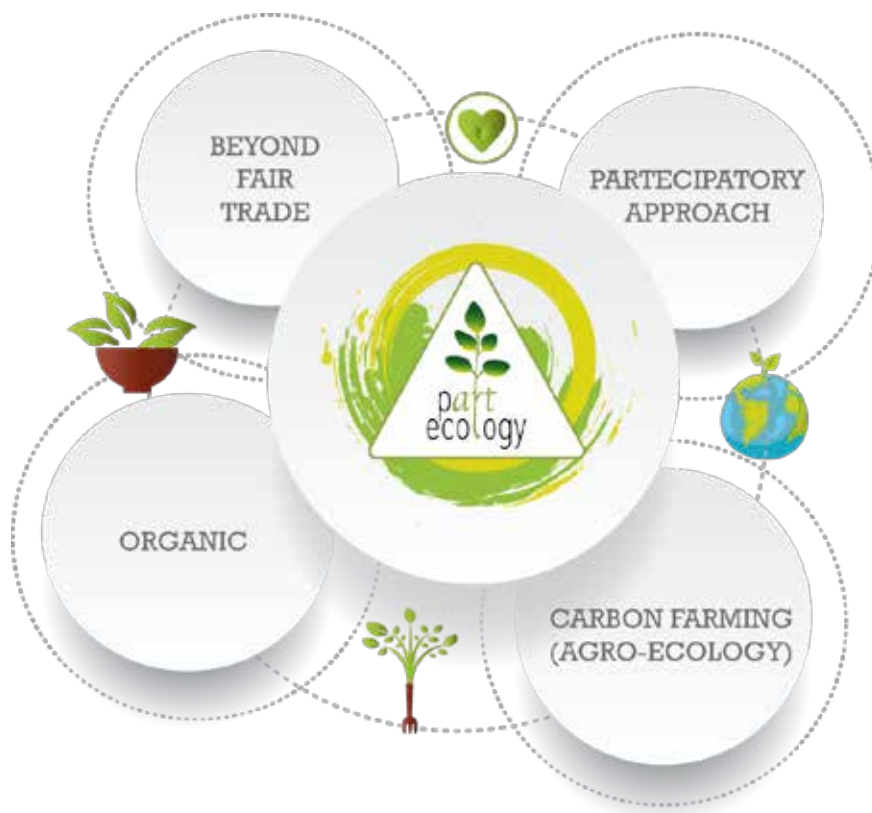 BEYOND
FAIR
TRADE
PARTECIPATORY
APPROACH
part
ecology
ORGANIC
CARBON FARMING
(AGRO-ECOLOGY)